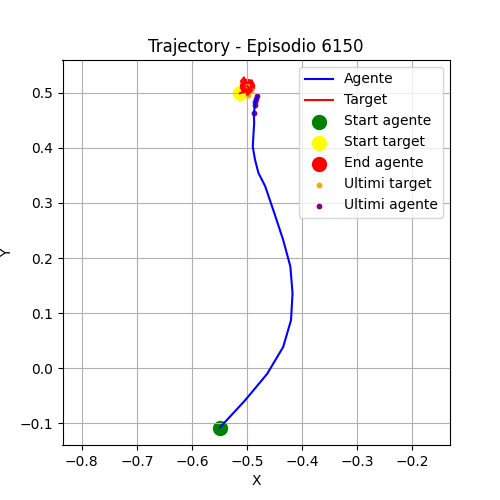 Trajectory - Episodio 6150
Agente
Target
Start agente
Start target
End agente
Ultimi target
Ultimi agente
0.5
0.4
0.3
0.2
0.1
0.0
−0.1
Y
−0.8
−0.7
−0.6
−0.5
−0.4
−0.3
−0.2
X